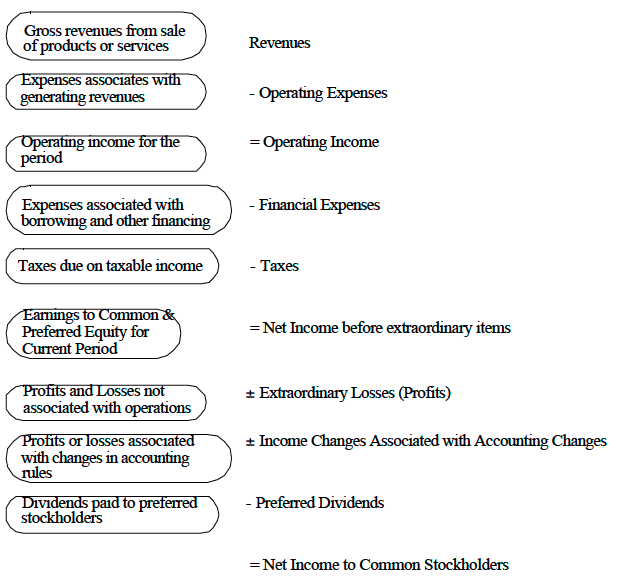 Gross revenues from sale
of products or services
Revenues
Expenses associates with
generating revenues
- Operating Expenses
Operating income for the
period
= Operating Income
Expenses associated with
borrowing and other financing
- Financial Expenses
Taxes due on taxable income
- Taxes
Earnings to Common &
Preferred Equity for
Current Period
= Net Income before extraordinary items
Profits and Losses not
associated with operations
± Extraordinary Losses (Profits)
Profits or losses associated
with changes in accounting
rules
± Income Changes Associated with Accounting Changes
Dividends paid to preferred
stockholders
- Preferred Dividends
= Net Income to Common Stockholders